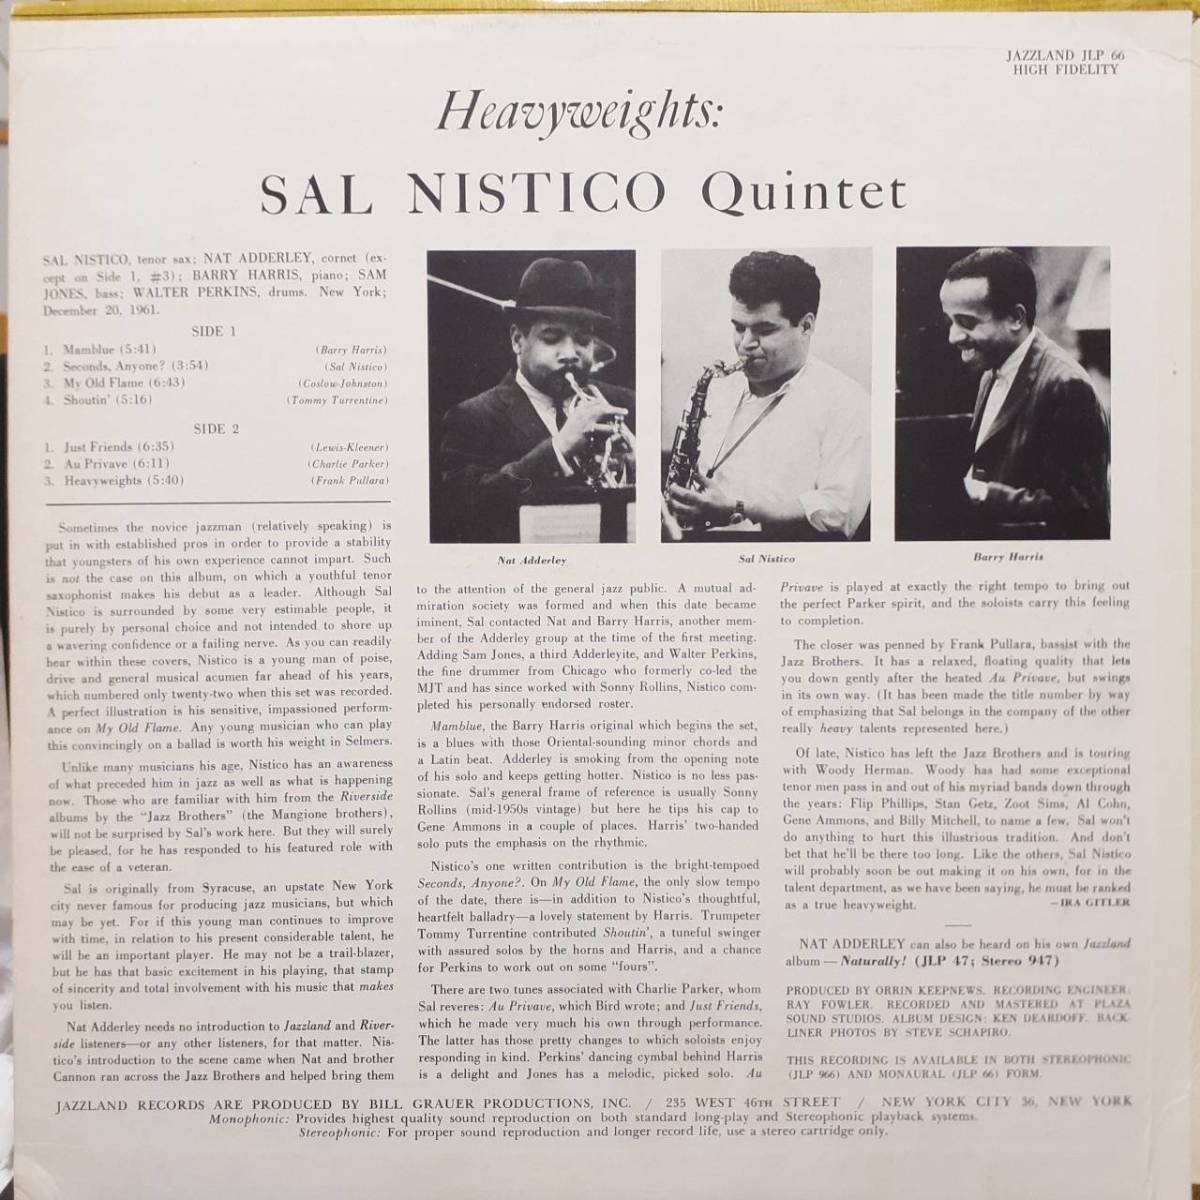 JAZZLAND JLP 66
HIGH FIDELITY
Heavyweights:
SAL NISTICO Quintet
SAL NISTICO, tenor sax; NAT ADDERLEY, cornet (ex-
cept on Side 1, #3); BARRY HARRIS, piano; SAM
JONES, bass; WALTER PERKINS, drums. New York;
December 20, 1961.
SIDE 1
1. Mamblue (5:41) (Barry Harris)
2. Seconds, Anyone? (3:54) (Sal Nistico)
3. My Old Flame (6:43) (Coslow-Johnston)
4. Shoutin' (5:16) (Tommy Turrentine)
SIDE 2
1. Just Friends (6:35) (Lewis-Kleener)
2. Au Privave (6:11) (Charlie Parker)
3. Heavyweights (5:40) (Frank Pullara)
Sometimes the novice jazzman (relatively speaking) is
put in with established pros in order to provide a stability
that youngsters of his own experience cannot impart. Such
is not the case on this album, on which a youthful tenor
saxophonist makes his debut as a leader. Although Sal
Nistico is surrounded by some very estimable people, it
is purely by personal choice and not intended to shore up
a wavering confidence or a failing nerve. As you can readily
hear within these covers, Nistico is a young man of poise,
drive and general musical acumen far ahead of his years,
which numbered only twenty-two when this set was recorded.
A perfect illustration is his sensitive, impassioned perform-
ance on My Old Flame. Any young musician who can play
this convincingly on a ballad is worth his weight in Selmers.
Unlike many musicians his age, Nistico has an awareness
of what preceded him in jazz as well as what is happening
now. Those who are familiar with him from the Riverside
albums by the "Jazz Brothers" (the Mangione brothers),
will not be surprised by Sal's work here. But they will surely
be pleased, for he has responded to his featured role with
the ease of a veteran.
Sal is originally from Syracuse, an upstate New York
city never famous for producing jazz musicians, but which
may be yet. For if this young man continues to improve
with time, in relation to his present considerable talent, he
will be an important player. He may not be a trail-blazer,
but he has that basic excitement in his playing, that stamp
of sincerity and total involvement with his music that makes
you listen.
Nat Adderley needs no introduction to Jazzland and River-
side listeners—or any other listeners, for that matter. Nis-
tico's introduction to the scene came when Nat and brother
Cannon ran across the Jazz Brothers and helped bring them
Nat Adderley
Sal Nistico
Barry Harris
to the attention of the general jazz public. A mutual ad-
miration society was formed and when this date became
iminent, Sal contacted Nat and Barry Harris, another mem-
ber of the Adderley group at the time of the first meeting.
Adding Sam Jones, a third Adderleyite, and Walter Perkins,
the fine drummer from Chicago who formerly co-led the
MJT and has since worked with Sonny Rollins, Nistico com-
pleted his personally endorsed roster.
Mamblue, the Barry Harris original which begins the set,
is a blues with those Oriental-sounding minor chords and
a Latin beat. Adderley is smoking from the opening note
of his solo and keeps getting hotter. Nistico is no less pas-
sionate. Sal's general frame of reference is usually Sonny
Rollins (mid-1950s vintage) but here he tips his cap to
Gene Ammons in a couple of places. Harris' two-handed
solo puts the emphasis on the rhythmic.
Nistico's one written contribution is the bright-tempoed
Seconds, Anyone?. On My Old Flame, the only slow tempo
of the date, there is—in addition to Nistico's thoughtful,
heartfelt balladry—a lovely statement by Harris. Trumpeter
Tommy Turrentine contributed Shoutin', a tuneful swinger
with assured solos by the horns and Harris, and a chance
for Perkins to work out on some "fours".
There are two tunes associated with Charlie Parker, whom
Sal reveres: Au Privave, which Bird wrote; and Just Friends,
which he made very much his own through performance.
The latter has those pretty changes to which soloists enjoy
responding in kind. Perkins' dancing cymbal behind Harris
is a delight and Jones has a melodic, picked solo. Au
Privave is played at exactly the right tempo to bring out
the perfect Parker spirit, and the soloists carry this feeling
to completion.
The closer was penned by Frank Pullara, bassist with the
Jazz Brothers. It has a relaxed, floating quality that lets
you down gently after the heated Au Privave, but swings
in its own way. (It has been made the title number by way
of emphasizing that Sal belongs in the company of the other
really heavy talents represented here.)
Of late, Nistico has left the Jazz Brothers and is touring
with Woody Herman. Woody has had some exceptional
tenor men pass in and out of his myriad bands down through
the years: Flip Phillips, Stan Getz, Zoot Sims, Al Cohn,
Gene Ammons, and Billy Mitchell, to name a few. Sal won't
do anything to hurt this illustrious tradition. And don't
bet that he'll be there too long. Like the others, Sal Nistico
will probably soon be out making it on his own, for in the
talent department, as we have been saying, he must be ranked
as a true heavyweight. —IRA GITLER
NAT ADDERLEY can also be heard on his own Jazzland
album — Naturally! (JLP 47; Stereo 947)
PRODUCED BY ORRIN KEEPNEWS. RECORDING ENGINEER:
RAY FOWLER. RECORDED AND MASTERED AT PLAZA
SOUND STUDIOS. ALBUM DESIGN: KEN DEARDOFF. BACK-
LINER PHOTOS BY STEVE SCHAPIRO.
THIS RECORDING IS AVAILABLE IN BOTH STEREOPHONIC
(JLP 966) AND MONAURAL (JLP 66) FORM.
JAZZLAND RECORDS ARE PRODUCED BY BILL GRAUER PRODUCTIONS, INC. / 235 WEST 46TH STREET / NEW YORK CITY 36, NEW YORK
Monophonic: Provides highest quality sound reproduction on both standard long-play and Stereophonic playback systems.
Stereophonic: For proper sound reproduction and longer record life, use a stereo cartridge only.